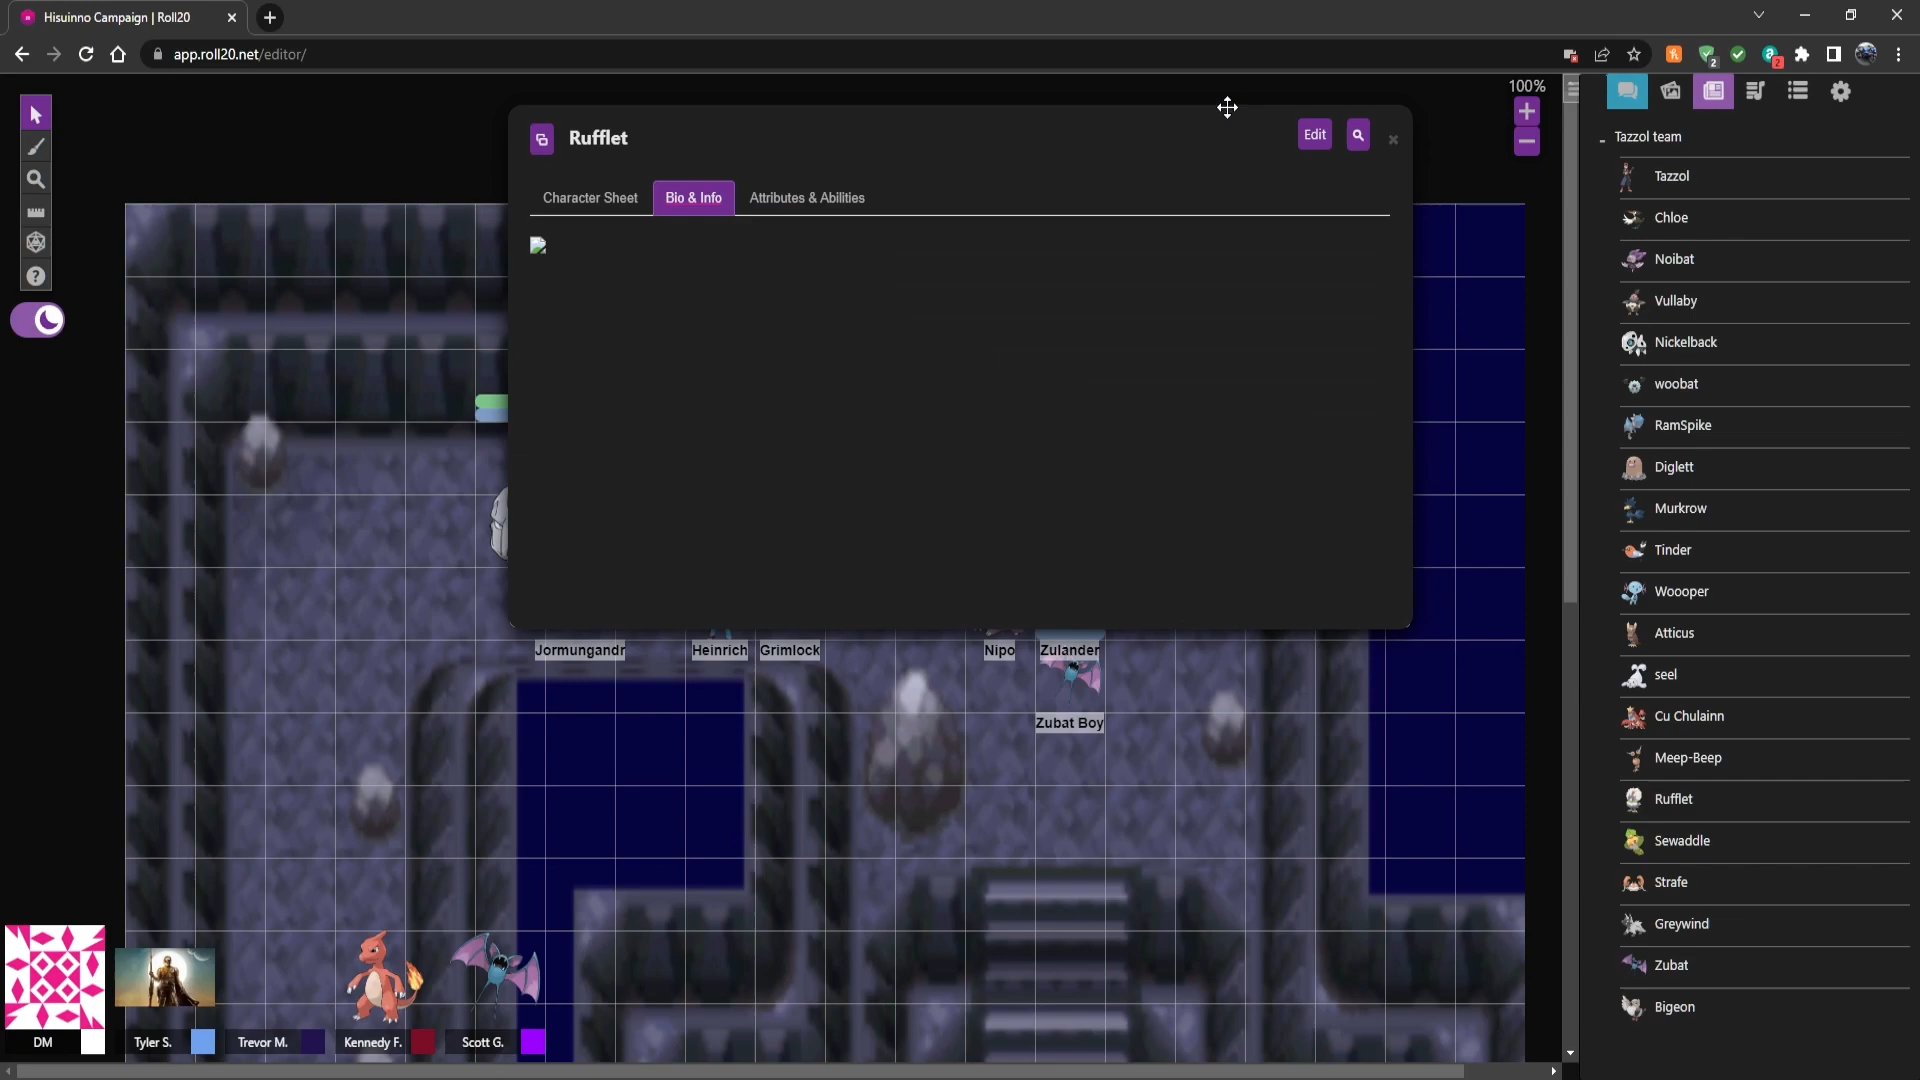 Hisuinno Campaign | Roll20
app.roll20.net/editor/
2
2
100%
Rufflet
Edit
Character Sheet
Bio & Info
Attributes & Abilities
Tazzol team
Tazzol
Chloe
Noibat
Vullaby
Nickelback
woobat
RamSpike
Diglett
Murkrow
Tinder
Woooper
Atticus
seel
Cu Chulainn
Meep-Beep
Rufflet
Sewaddle
Strafe
Greywind
Zubat
Bigeon
Jormungandr
Heinrich
Grimlock
Nipo
Zulander
Zubat Boy
DM
Tyler S.
Trevor M.
Kennedy F.
Scott G.